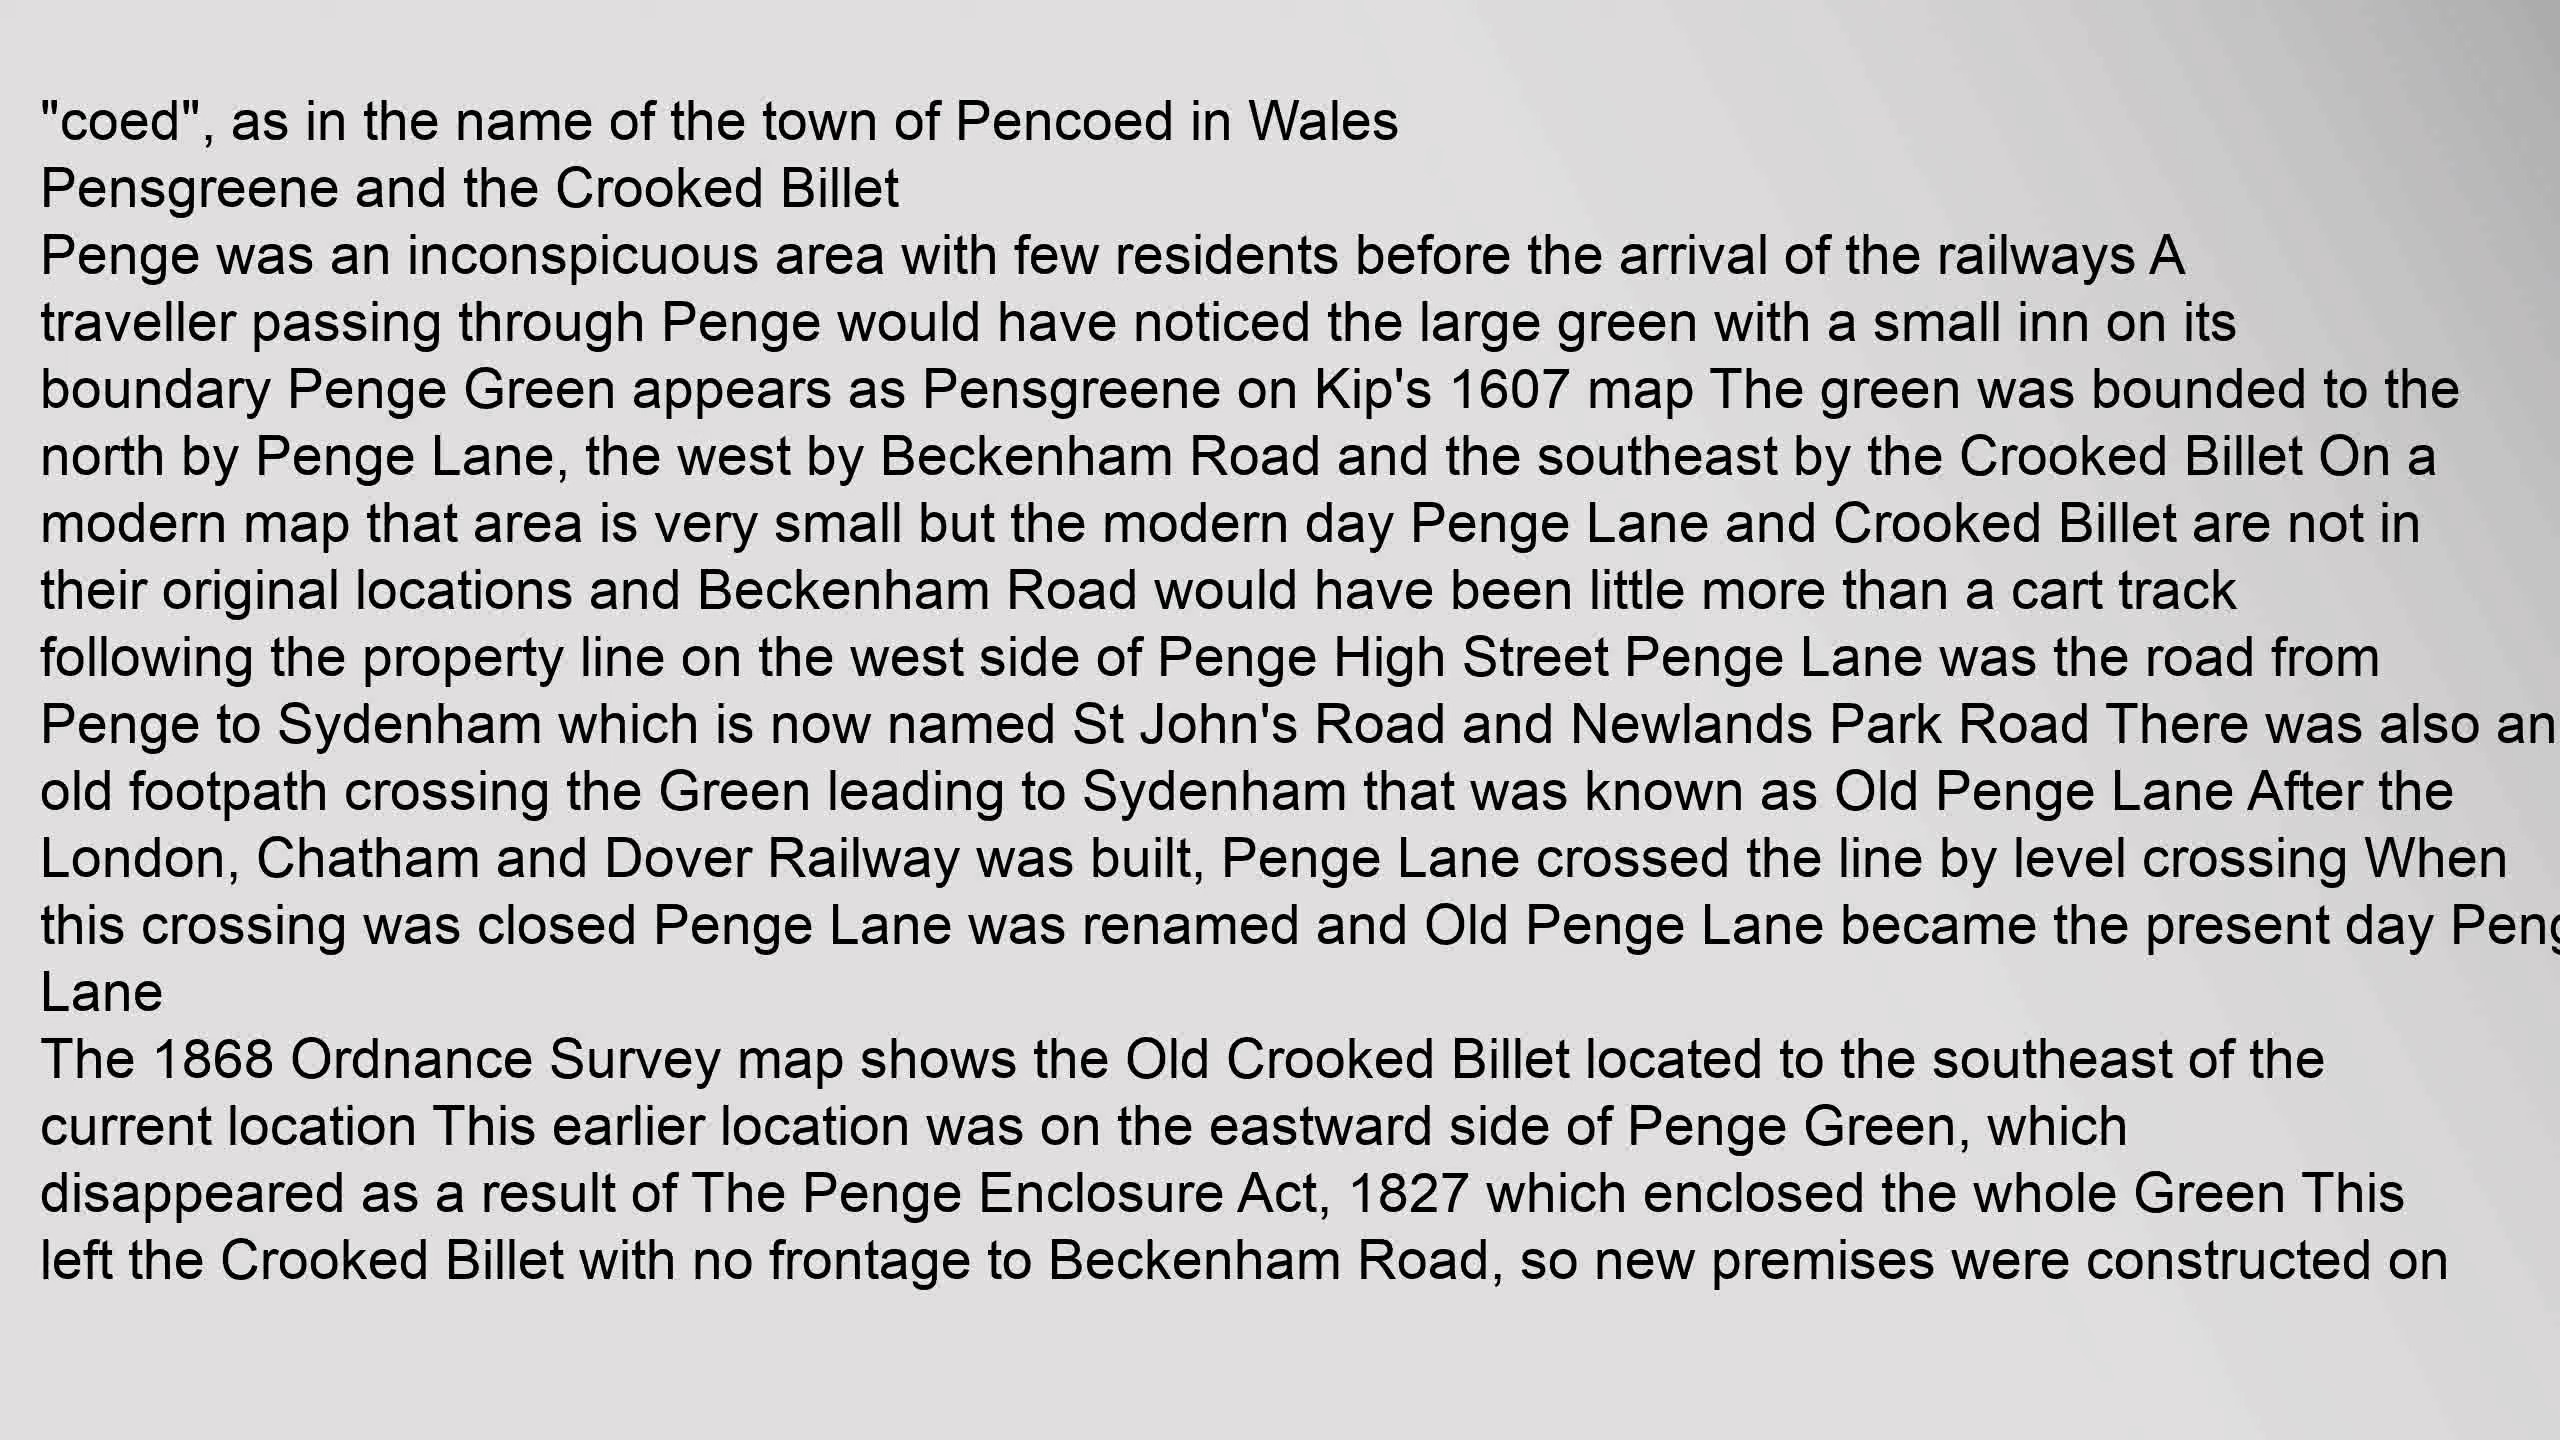 "coed", as in the name of the town of Pencoed in Wales
Pensgreene and the Crooked Billet
Penge was an inconspicuous area with few residents before the arrival of the railways A
traveller passing through Penge would have noticed the large green with a small inn on its
boundary Penge Green appears as Pensgreene on Kip's 1607 map The green was bounded to the
north by Penge Lane, the west by Beckenham Road and the southeast by the Crooked Billet On a
modern map that area is very small but the modern day Penge Lane and Crooked Billet are not in
their original locations and Beckenham Road would have been little more than a cart track
following the property line on the west side of Penge High Street Penge Lane was the road from
Penge to Sydenham which is now named St John's Road and Newlands Park Road There was also an
old footpath crossing the Green leading to Sydenham that was known as Old Penge Lane After the
London, Chatham and Dover Railway was built, Penge Lane crossed the line by level crossing When
this crossing was closed Penge Lane was renamed and Old Penge Lane became the present day Peng
Lane
The 1868 Ordnance Survey map shows the Old Crooked Billet located to the southeast of the
current location This earlier location was on the eastward side of Penge Green, which
disappeared as a result of The Penge Enclosure Act, 1827 which enclosed the whole Green This
left the Crooked Billet with no frontage to Beckenham Road, so new premises were constructed on